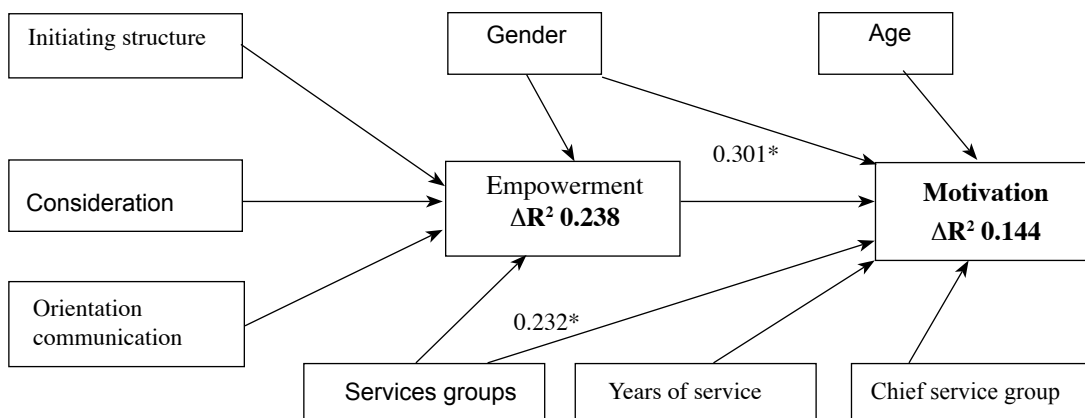 Initiating structure
Gender
Age
0.301*
Consideration
Empowerment
ΔR² 0.238
Motivation
ΔR² 0.144
Orientation
communication
0.232*
Services groups
Years of service
Chief service group